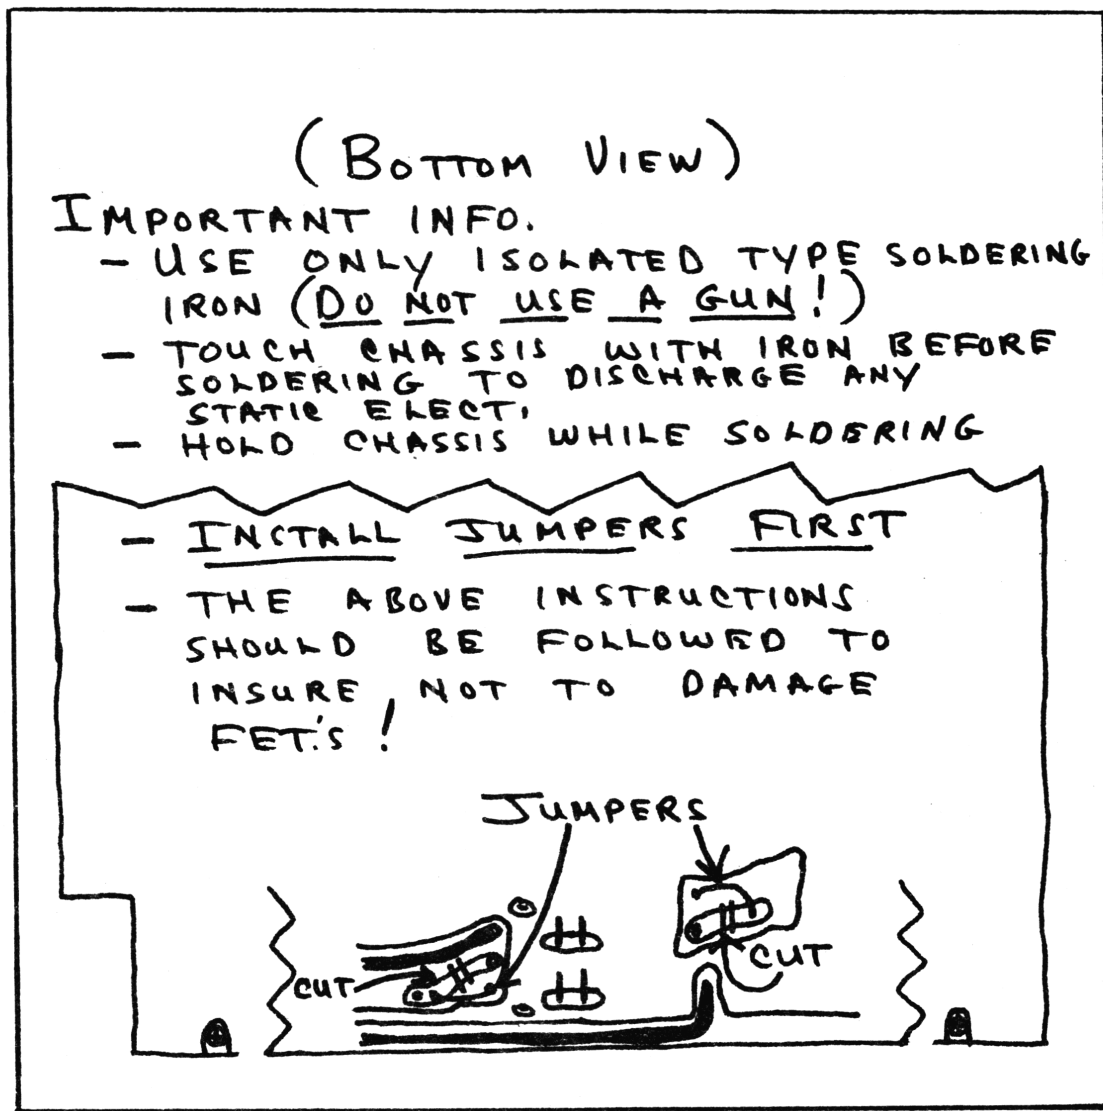 (BOTTOM VIEW)
IMPORTANT INFO.
- USE ONLY ISOLATED TYPE SOLDERING
IRON (DO NOT USE A GUN!)
- TOUCH CHASSIS WITH IRON BEFORE
SOLDERING TO DISCHARGE ANY
STATIC ELECT.
- HOLD CHASSIS WHILE SOLDERING
- INSTALL JUMPERS FIRST
- THE ABOVE INSTRUCTIONS
SHOULD BE FOLLOWED TO
INSURE, NOT TO DAMAGE
FET.'S!
JUMPERS
CUT
CUT